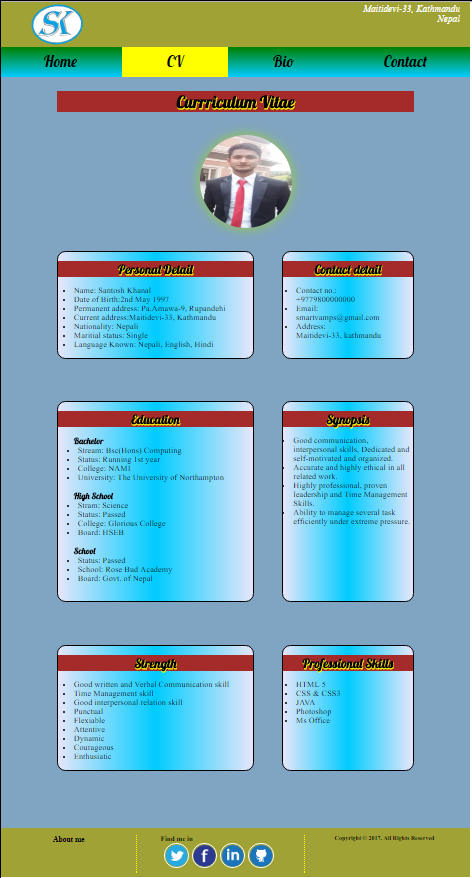 SK
Maitidevi-33, Kathmandu
Nepal
Home
CV
Bio
Contact
Currriculum Vitae
Personal Detail
Name: Santosh Khanal
Date of Birth:2nd May 1997
Permanent address: Pa.Amawa-9, Rupandehi
Current address:Maitidevi-33, Kathmandu
Nationality: Nepali
Maritial status: Single
Language Known: Nepali, English, Hindi
Contact detail
Contact no.:
+9779800000000
Email:
smartvamps@gmail.com
Address:
Maitidevi-33, kathmandu
Education
Bachelor
Stream: Bsc(Hons) Computing
Status: Running 1st year
College: NAMI
University: The University of Northampton
High School
Stram: Science
Status: Passed
College: Glorious College
Board: HSEB
School
Status: Passed
School: Rose Bud Academy
Board: Govt. of Nepal
Synopsis
Good communication,
interpersonal skills, Dedicated and
self-motivated and organized.
Accurate and highly ethical in all
related work.
Highly professional, proven
leadership and Time Management
Skills.
Ability to manage several task
efficiently under extreme pressure.
Strength
Good written and Verbal Communication skill
Time Management skill
Good interpersonal relation skill
Punctual
Flexiable
Attentive
Dynamic
Courageous
Enthusiatic
Professional Skills
HTML 5
CSS & CSS3
JAVA
Photoshop
Ms Office
About me
Find me in
Copyright © 2017. All Rights Reserved